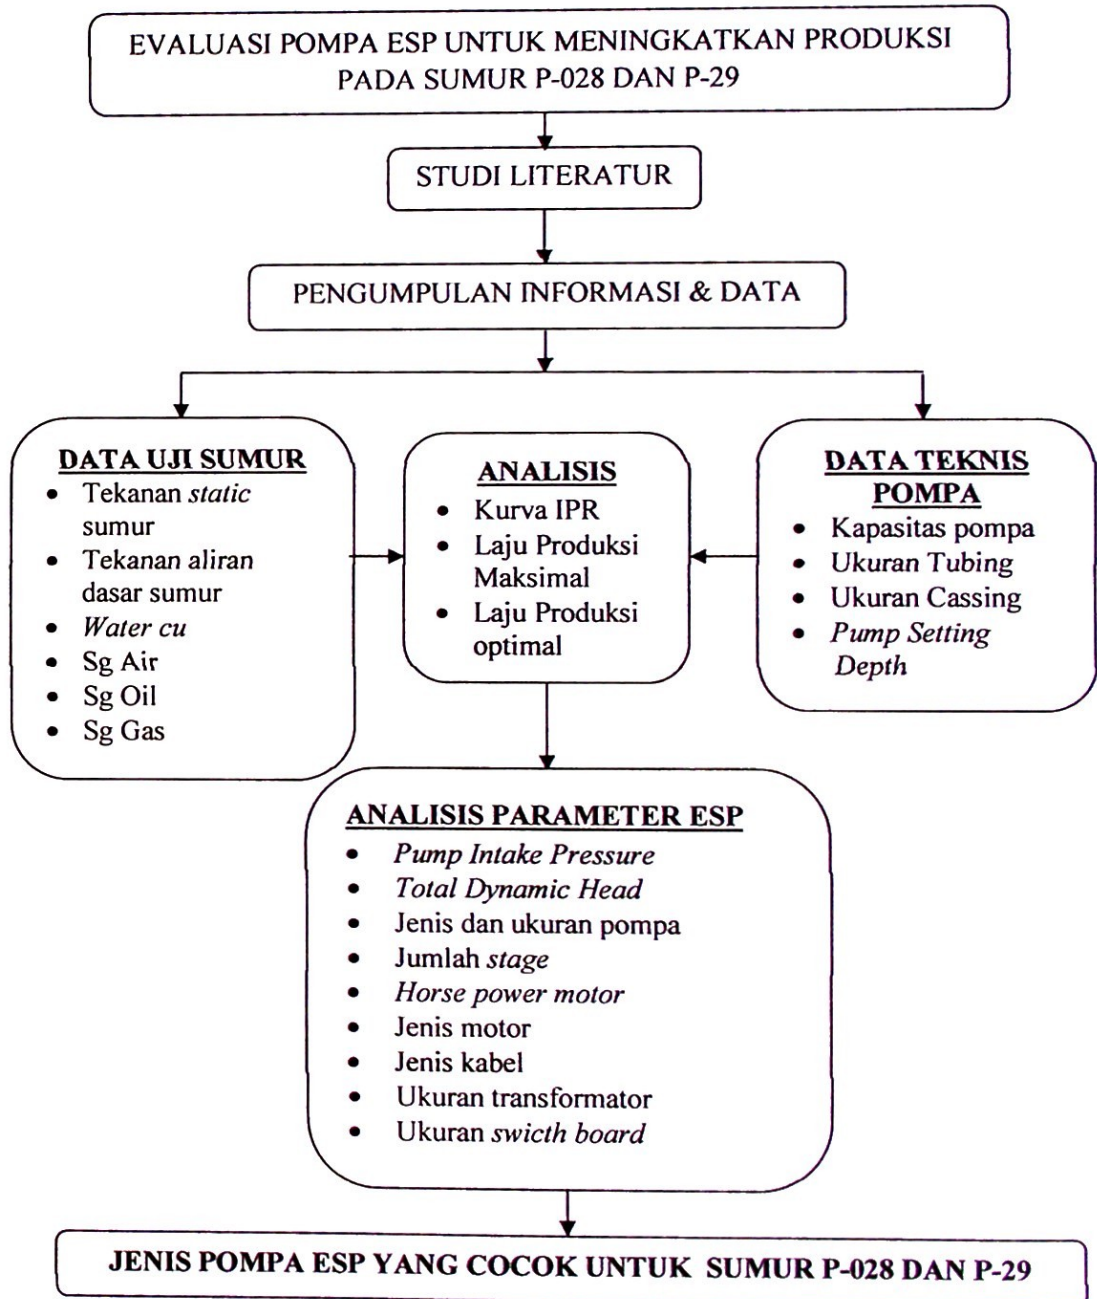 EVALUASI POMPA ESP UNTUK MENINGKATKAN PRODUKSI
PADA SUMUR P-028 DAN P-29
STUDI LITERATUR
PENGUMPULAN INFORMASI & DATA
DATA UJI SUMUR
• Tekanan static
sumur
• Tekanan aliran
dasar sumur
• Water cu
• Sg Air
• Sg Oil
• Sg Gas
ANALISIS
• Kurva IPR
• Laju Produksi
Maksimal
• Laju Produksi
optimal
DATA TEKNIS
POMPA
• Kapasitas pompa
• Ukuran Tubing
• Ukuran Cassing
• Pump Setting
Depth
ANALISIS PARAMETER ESP
• Pump Intake Pressure
• Total Dynamic Head
• Jenis dan ukuran pompa
• Jumlah stage
• Horse power motor
• Jenis motor
• Jenis kabel
• Ukuran transformator
• Ukuran swicth board
JENIS POMPA ESP YANG COCOK UNTUK SUMUR P-028 DAN P-29